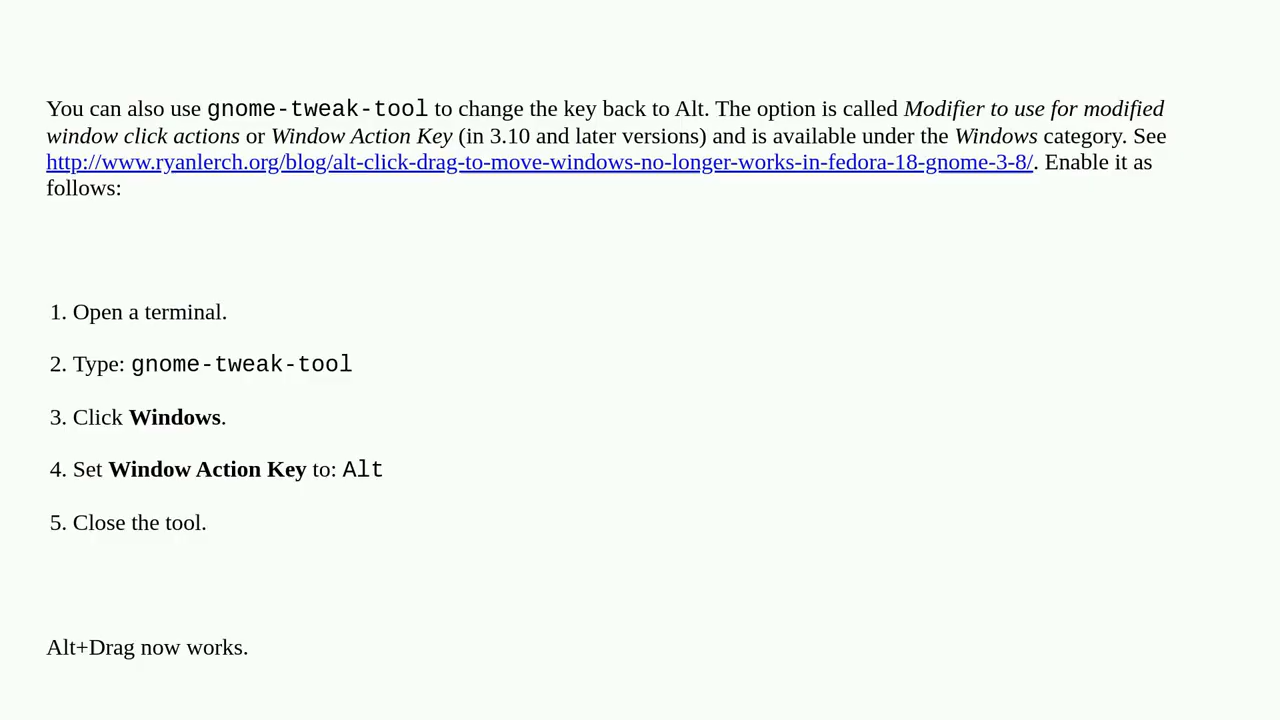 You can also use gnome-tweak-tool to change the key back to Alt. The option is called Modifier to use for modified
window click actions or Window Action Key (in 3.10 and later versions) and is available under the Windows category. See
http://www.ryanlerch.org/blog/alt-click-drag-to-move-windows-no-longer-works-in-fedora-18-gnome-3-8/. Enable it as
follows:
1. Open a terminal.
2. Type: gnome-tweak-tool
3. Click Windows.
4. Set Window Action Key to: Alt
5. Close the tool.
Alt+Drag now works.